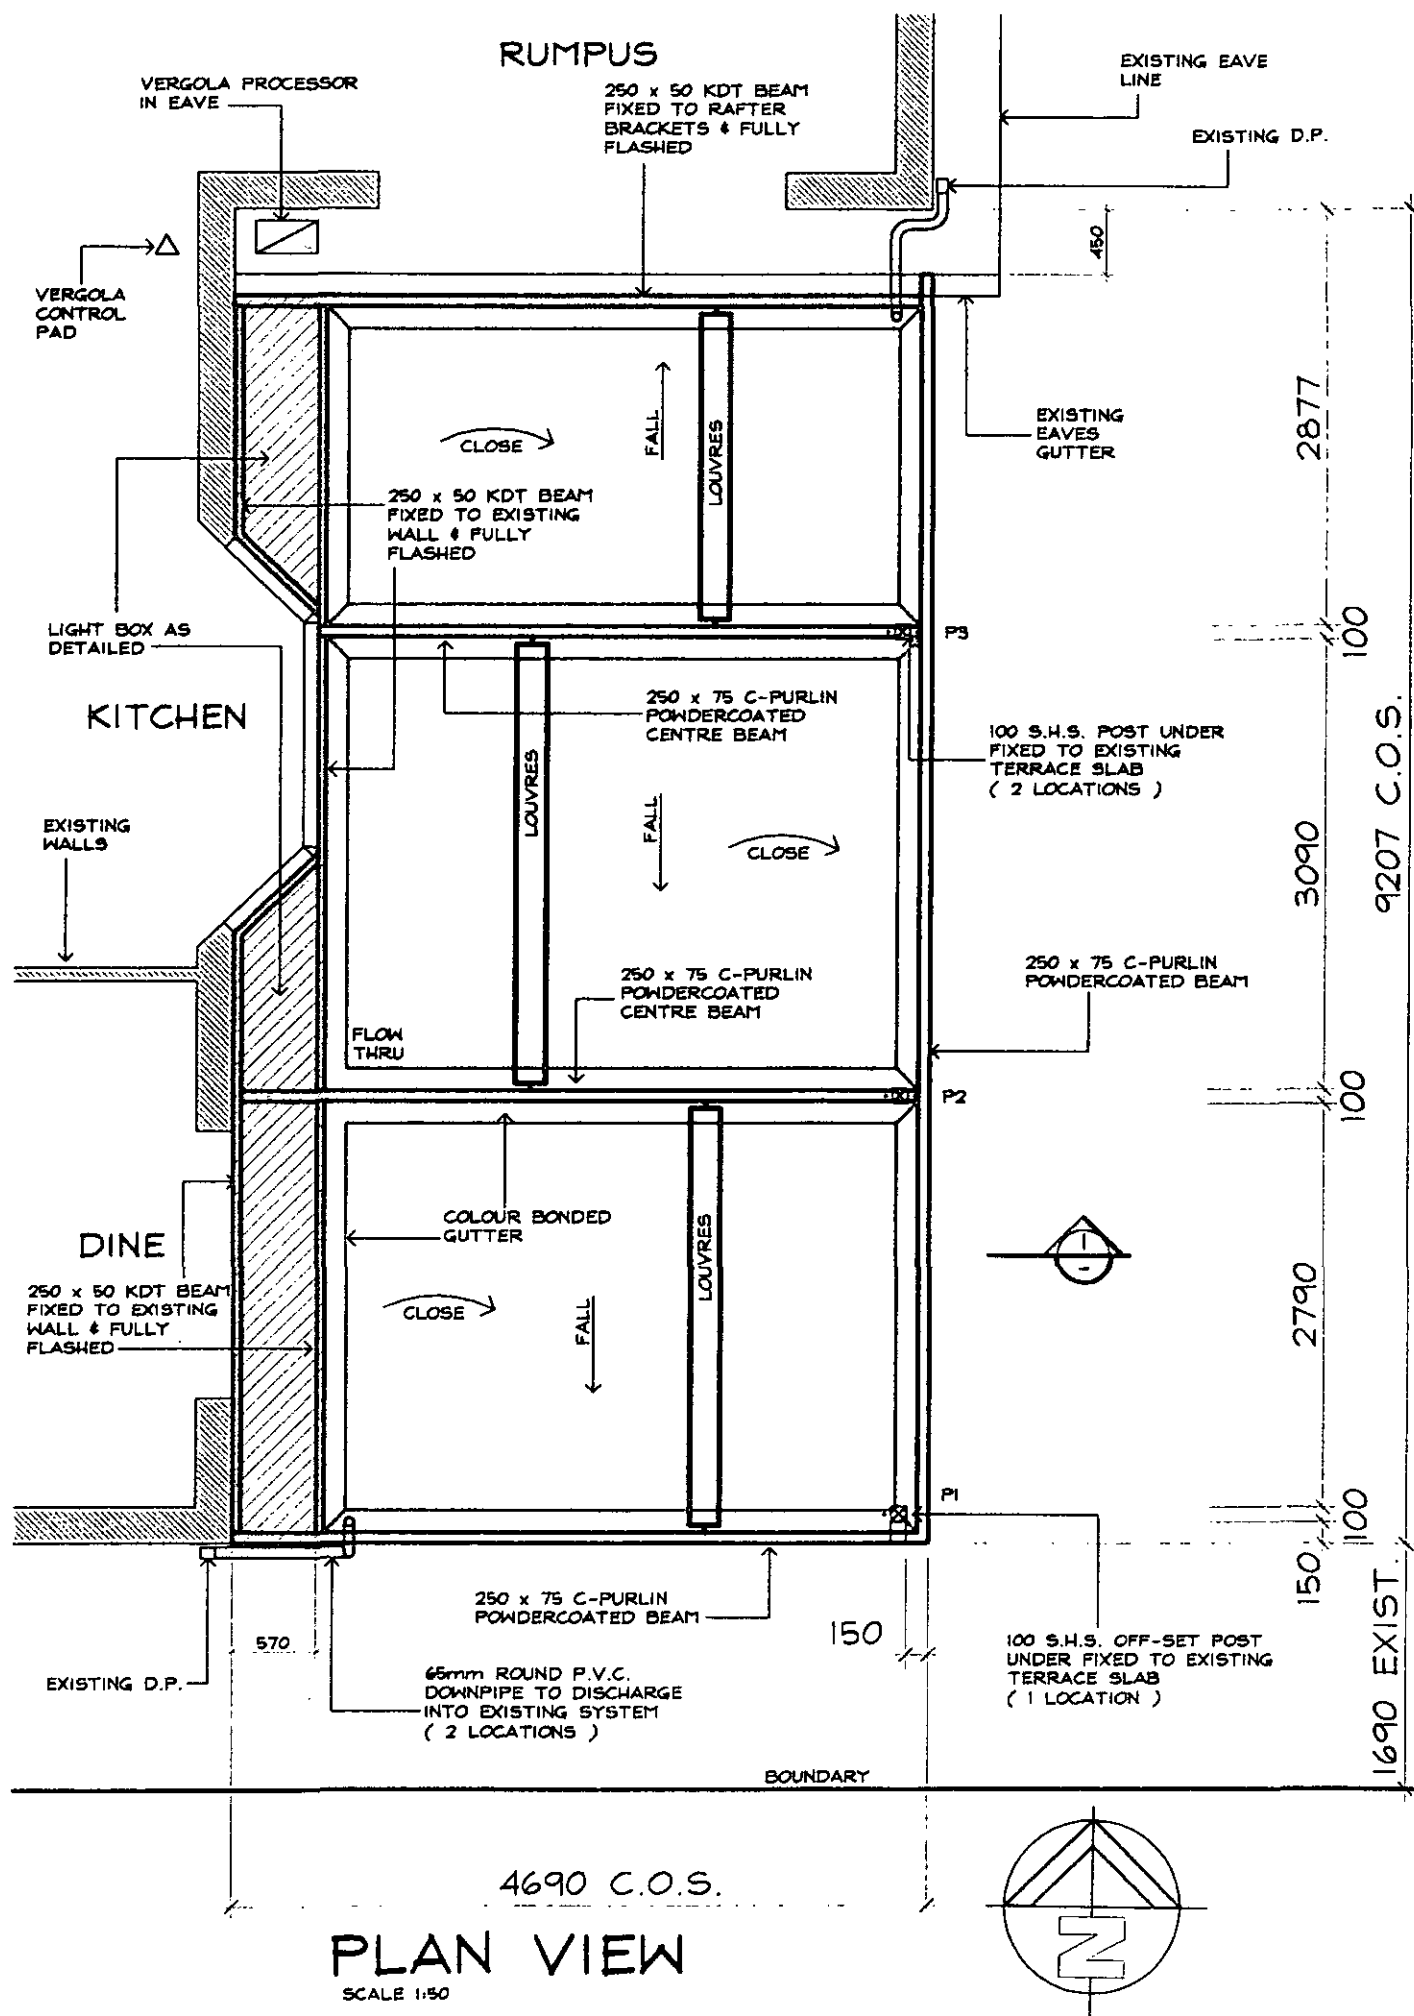 RUMPUS
VERGOLA PROCESSOR
IN EAVE
250 x 50 KDT BEAM
FIXED TO RAFTER
BRACKETS & FULLY
FLASHED
EXISTING EAVE
LINE
EXISTING D.P.
VERGOLA
CONTROL
PAD
450
2877
CLOSE
FALL
LOUVRES
EXISTING
EAVES
GUTTER
250 x 50 KDT BEAM
FIXED TO EXISTING
WALL & FULLY
FLASHED
LIGHT BOX AS
DETAILED
P3
100
KITCHEN
250 x 75 C-PURLIN
POWDERCOATED
CENTRE BEAM
100 S.H.S. POST UNDER
FIXED TO EXISTING
TERRACE SLAB
( 2 LOCATIONS )
9207 C.O.S.
LOUVRES
EXISTING
WALLS
FALL
CLOSE
3090
250 x 75 C-PURLIN
POWDERCOATED
CENTRE BEAM
250 x 75 C-PURLIN
POWDERCOATED BEAM
FLOW
THRU
P2
100
COLOUR BONDED
GUTTER
LOUVRES
DINE
250 x 50 KDT BEAM
FIXED TO EXISTING
WALL & FULLY
FLASHED
CLOSE
FALL
1
-
2790
P1
100
150
250 x 75 C-PURLIN
POWDERCOATED BEAM
150
570
100 S.H.S. OFF-SET POST
UNDER FIXED TO EXISTING
TERRACE SLAB
( 1 LOCATION )
EXISTING D.P.
65mm ROUND P.V.C.
DOWNPIPE TO DISCHARGE
INTO EXISTING SYSTEM
( 2 LOCATIONS )
1690 EXIST.
BOUNDARY
4690 C.O.S.
N
PLAN VIEW
SCALE 1:50